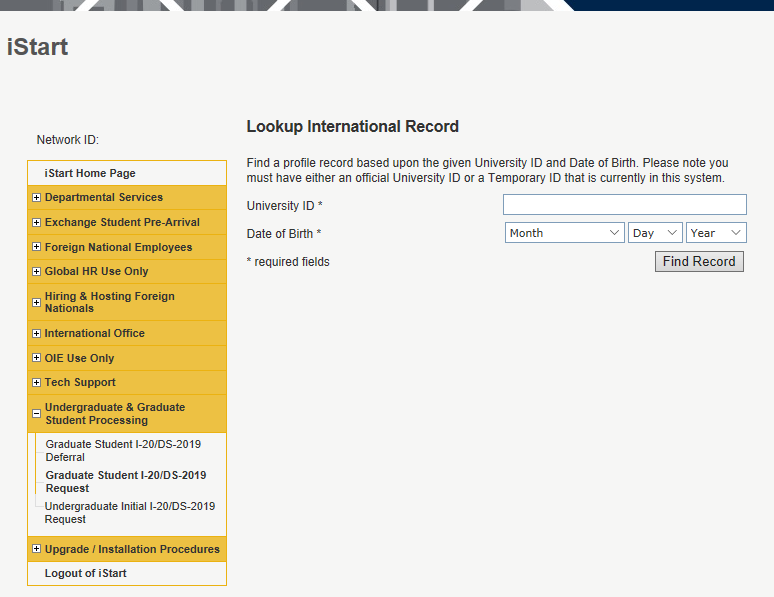 iStart
Network ID:
iStart Home Page
Departmental Services
Exchange Student Pre-Arrival
Foreign National Employees
Global HR Use Only
Hiring & Hosting Foreign
Nationals
International Office
OIE Use Only
Tech Support
Undergraduate & Graduate
Student Processing
Graduate Student I-20/DS-2019
Deferral
Graduate Student I-20/DS-2019
Request
Undergraduate Initial I-20/DS-2019
Request
Upgrade / Installation Procedures
Logout of iStart
Lookup International Record
Find a profile record based upon the given University ID and Date of Birth. Please note you
must have either an official University ID or a Temporary ID that is currently in this system.
University ID *
Date of Birth * Month Day Year
* required fields Find Record